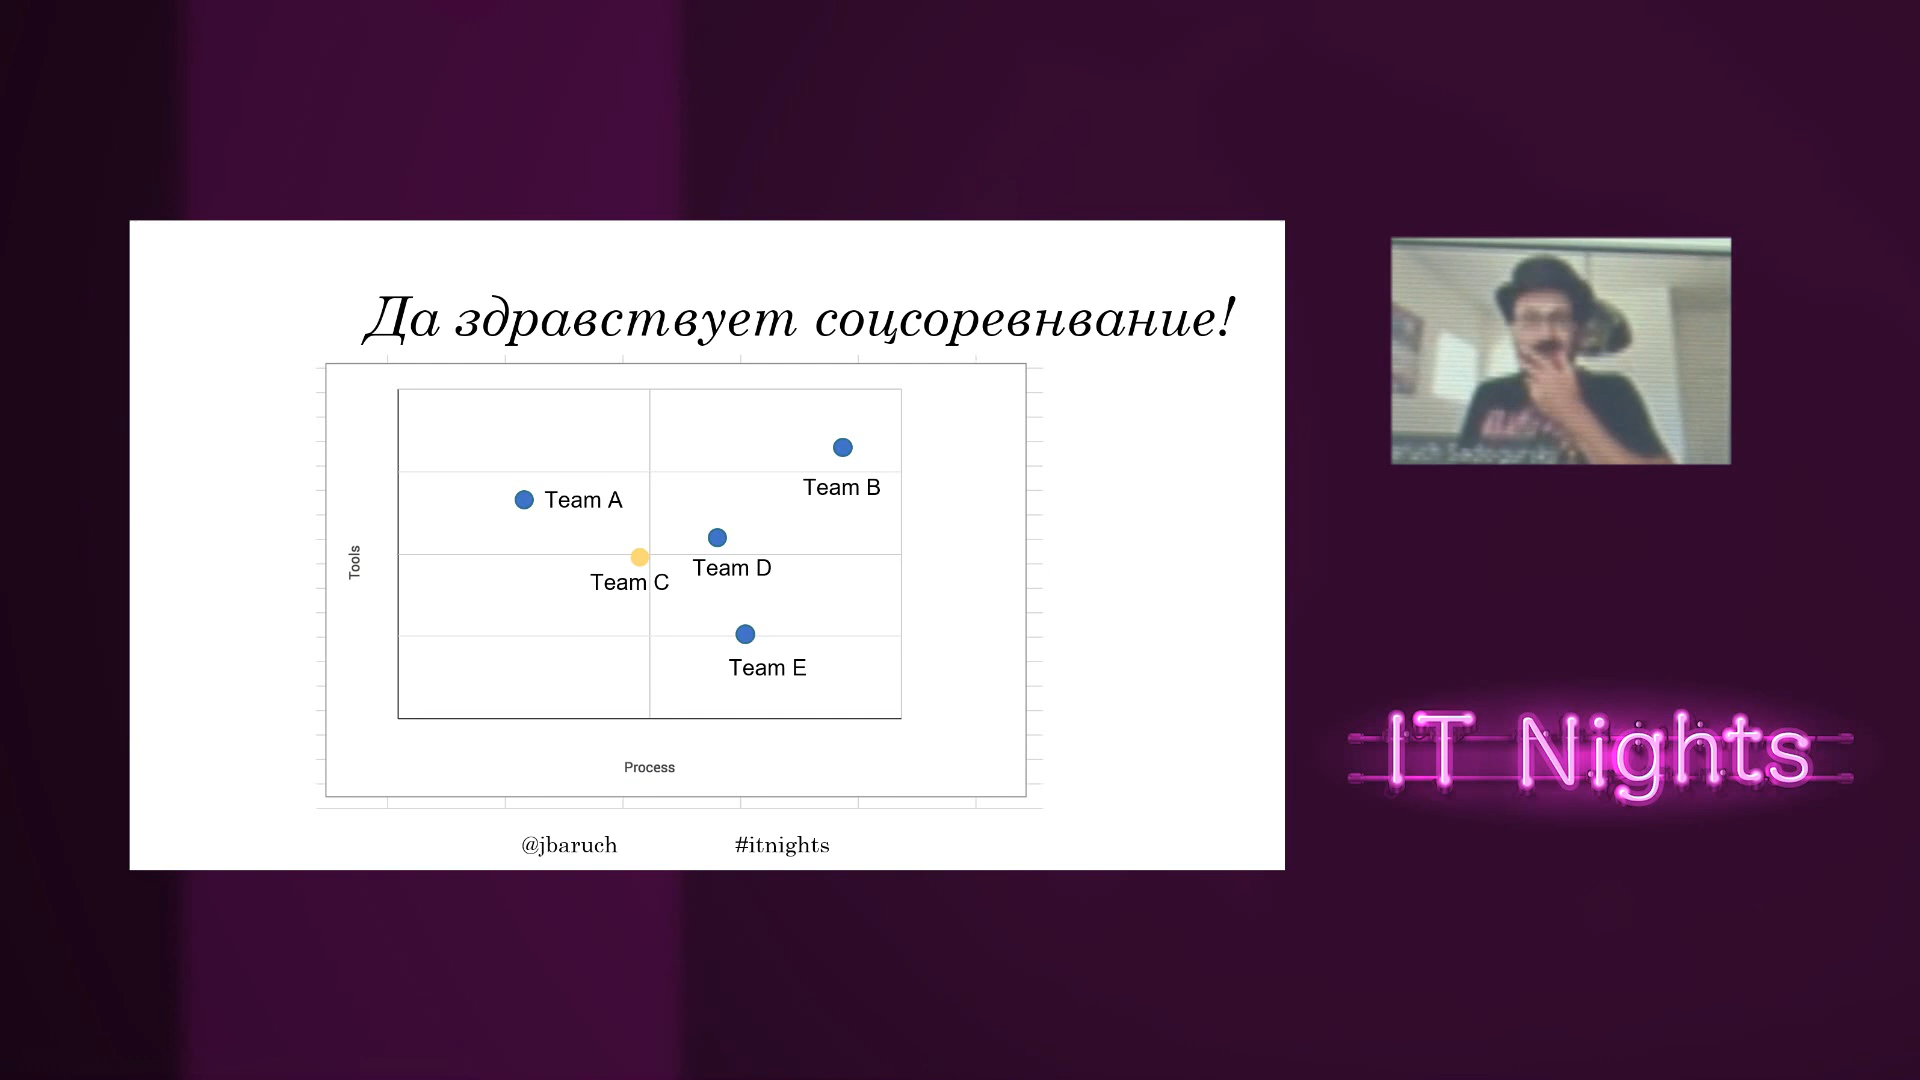 Да здравствует соцсоревнвание!
Team B
Team A
Team D
Team C
Tools
Team E
Process
@jbaruch #itnights
IT Nights